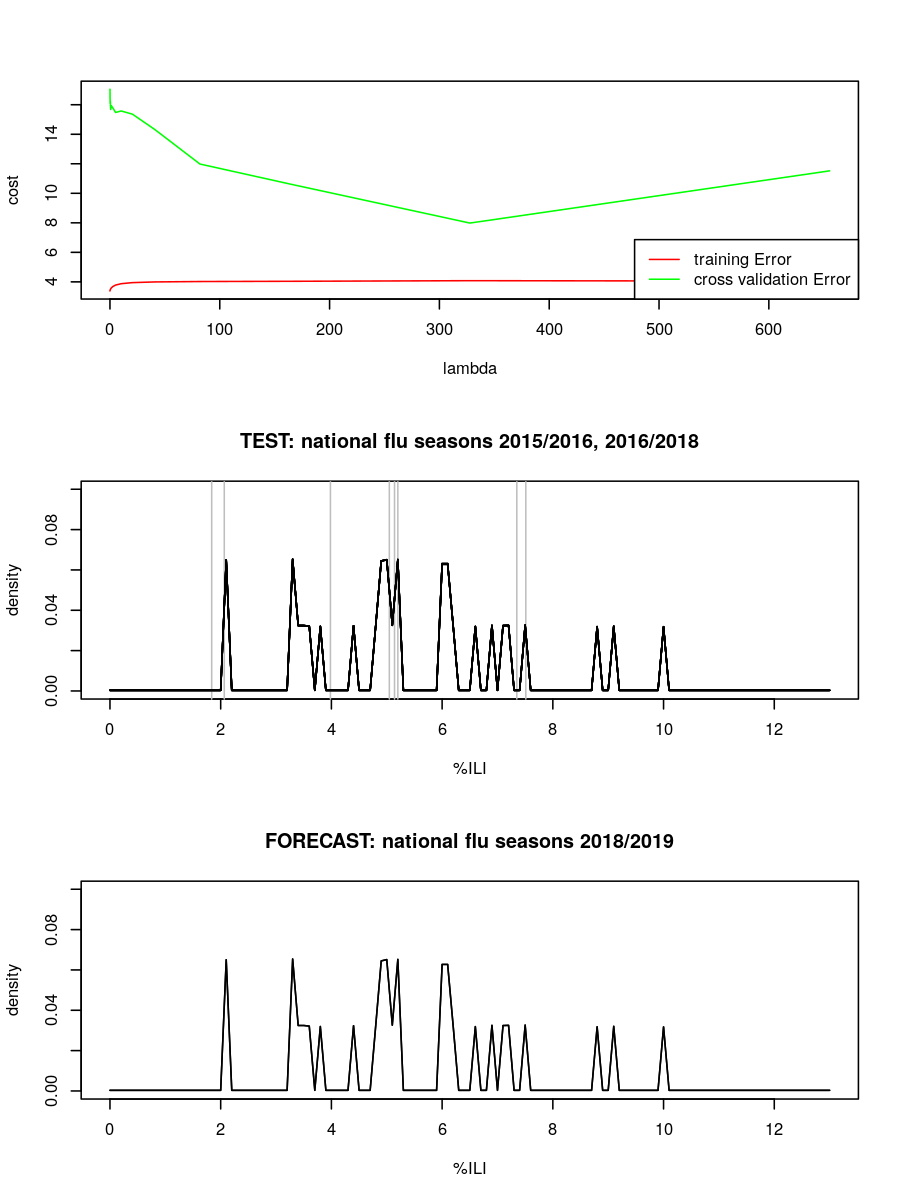 cost
14
10
8
6
4
training Error
cross validation Error
0 100 200 300 400 500 600
lambda
TEST: national flu seasons 2015/2016, 2016/2018
density
0.08
0.04
0.00
0 2 4 6 8 10 12
%ILI
FORECAST: national flu seasons 2018/2019
density
0.08
0.04
0.00
0 2 4 6 8 10 12
%ILI